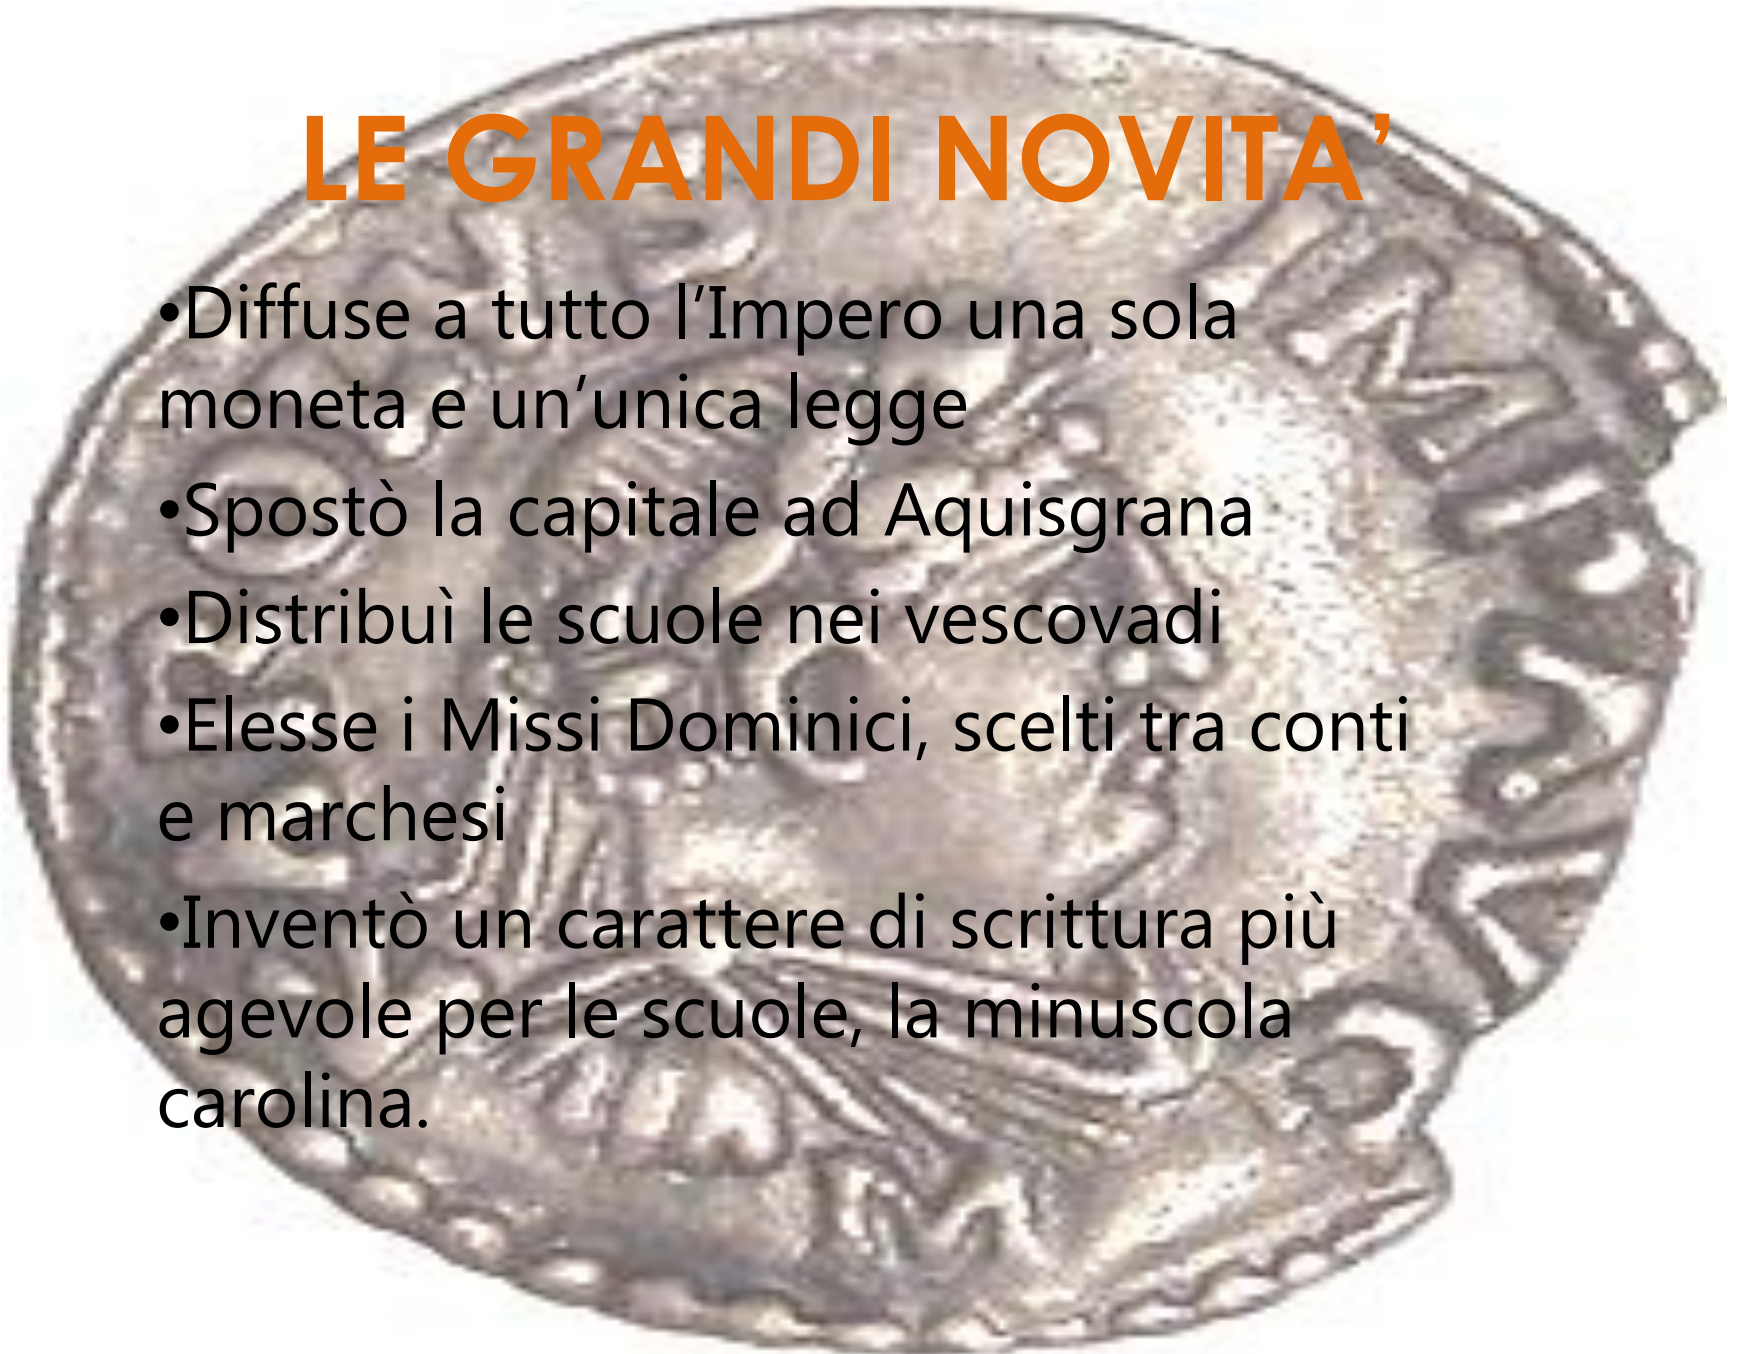 LE GRANDI NOVITA’
•Diffuse a tutto l’Impero una sola
moneta e un’unica legge
•Spostò la capitale ad Aquisgrana
•Distribuì le scuole nei vescovadi
•Elesse i Missi Dominici, scelti tra conti
e marchesi
•Inventò un carattere di scrittura più
agevole per le scuole, la minuscola
carolina.